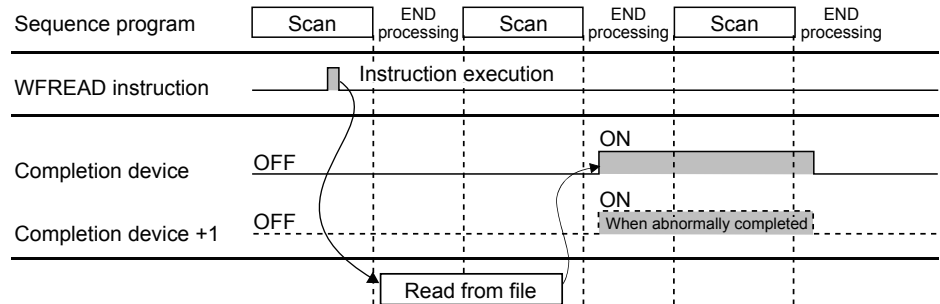 Sequence program Scan END processing Scan END processing Scan END processing
WFREAD instruction Instruction execution
ON
Completion device OFF
ON
Completion device +1 OFF When abnormally completed
Read from file